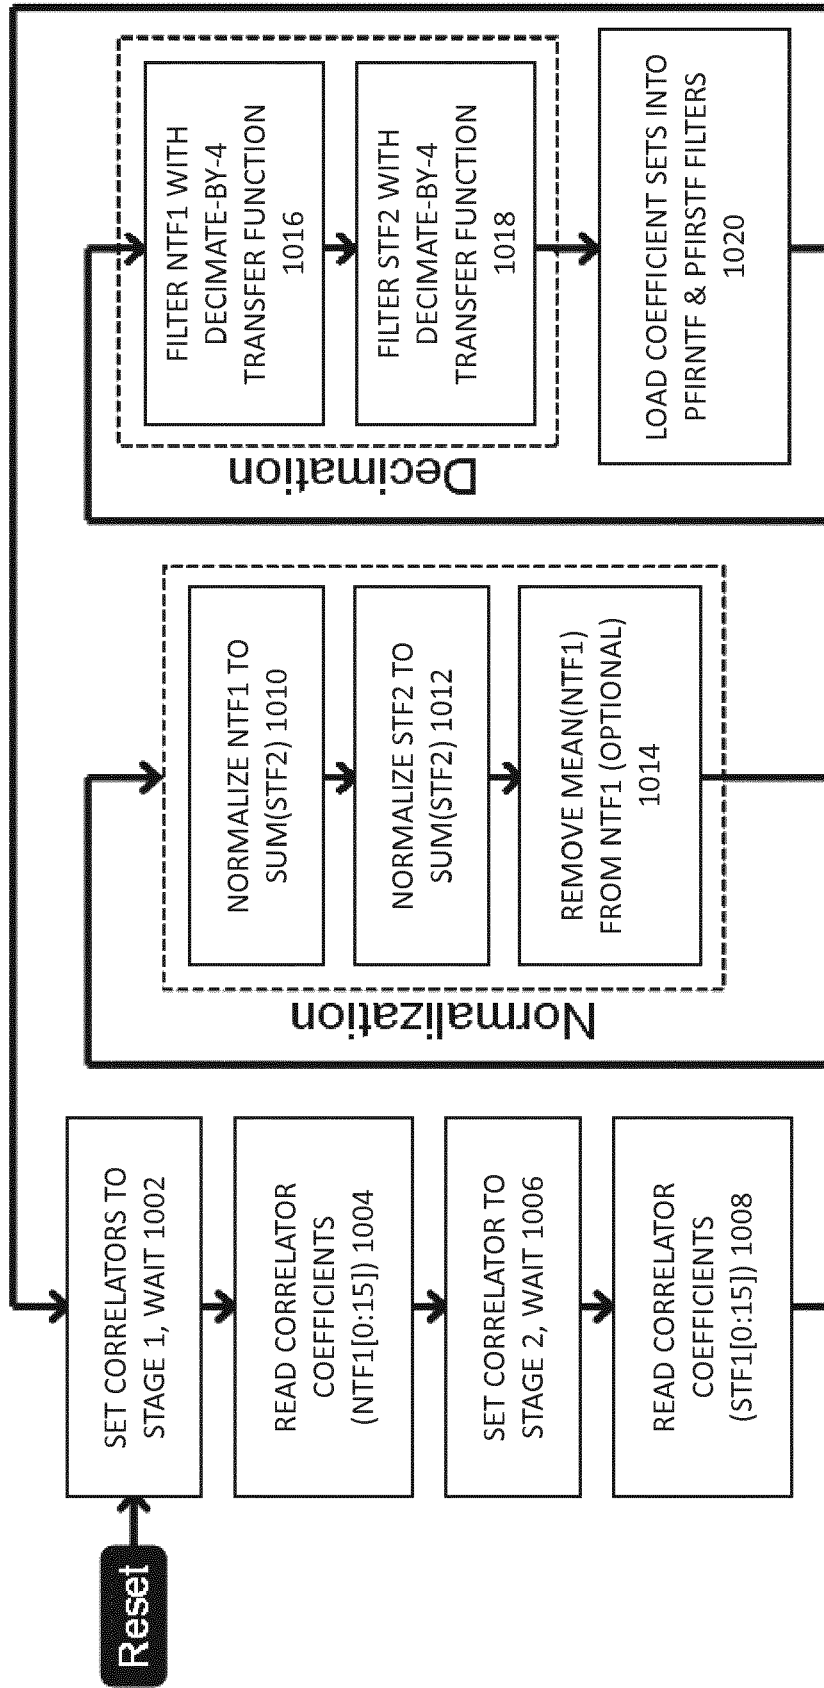 Reset
SET CORRELATORS TO
STAGE 1, WAIT 1002
READ CORRELATOR
COEFFICIENTS
(NTF1[0:15]) 1004
SET CORRELATOR TO
STAGE 2, WAIT 1006
READ CORRELATOR
COEFFICIENTS
(STF1[0:15]) 1008
Normalization
NORMALIZE NTF1 TO
SUM(STF2) 1010
NORMALIZE STF2 TO
SUM(STF2) 1012
REMOVE MEAN(NTF1)
FROM NTF1 (OPTIONAL)
1014
Decimation
FILTER NTF1 WITH
DECIMATE-BY-4
TRANSFER FUNCTION
1016
FILTER STF2 WITH
DECIMATE-BY-4
TRANSFER FUNCTION
1018
LOAD COEFFICIENT SETS INTO
PFIRNTF & PFIRSTF FILTERS
1020